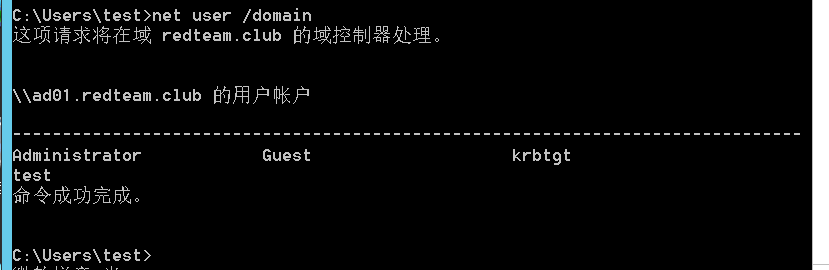 C:\Users\test>net user /domain
这项请求将在域 redteam.club 的域控制器处理。
\\ad01.redteam.club 的用户帐户
-------------------------------------------------------------------------------
Administrator Guest krbtgt
test
命令成功完成。
C:\Users\test>